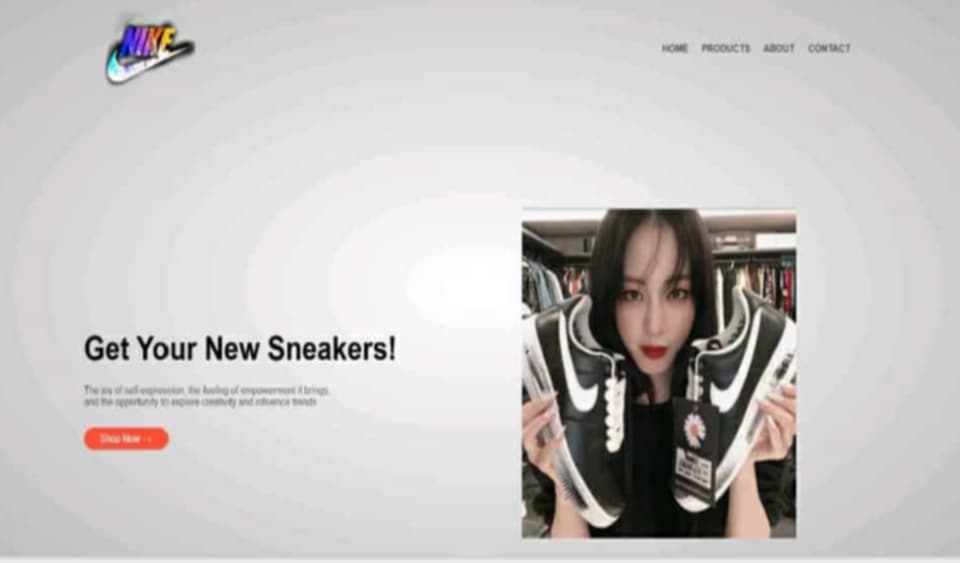 NIKE
HOME PRODUCTS ABOUT CONTACT
Get Your New Sneakers!
The joy of self-expression, the feeling of empowerment it brings,
and the opportunity to explore creativity and influence trends
Shop Now →